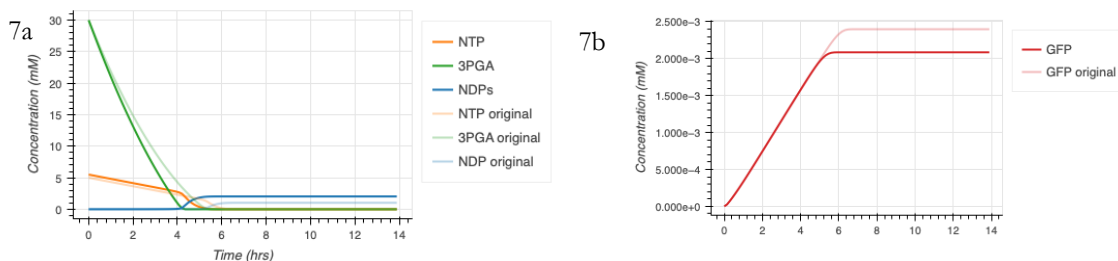 7a
Concentration (mM)
30
25
20
15
10
5
0
0 2 4 6 8 10 12 14
Time (hrs)
NTP
3PGA
NDPs
NTP original
3PGA original
NDP original
7b
Concentration (mM)
2.500e−3
2.000e−3
1.500e−3
1.000e−3
5.000e−4
0.000e+0
0 2 4 6 8 10 12 14
GFP
GFP original